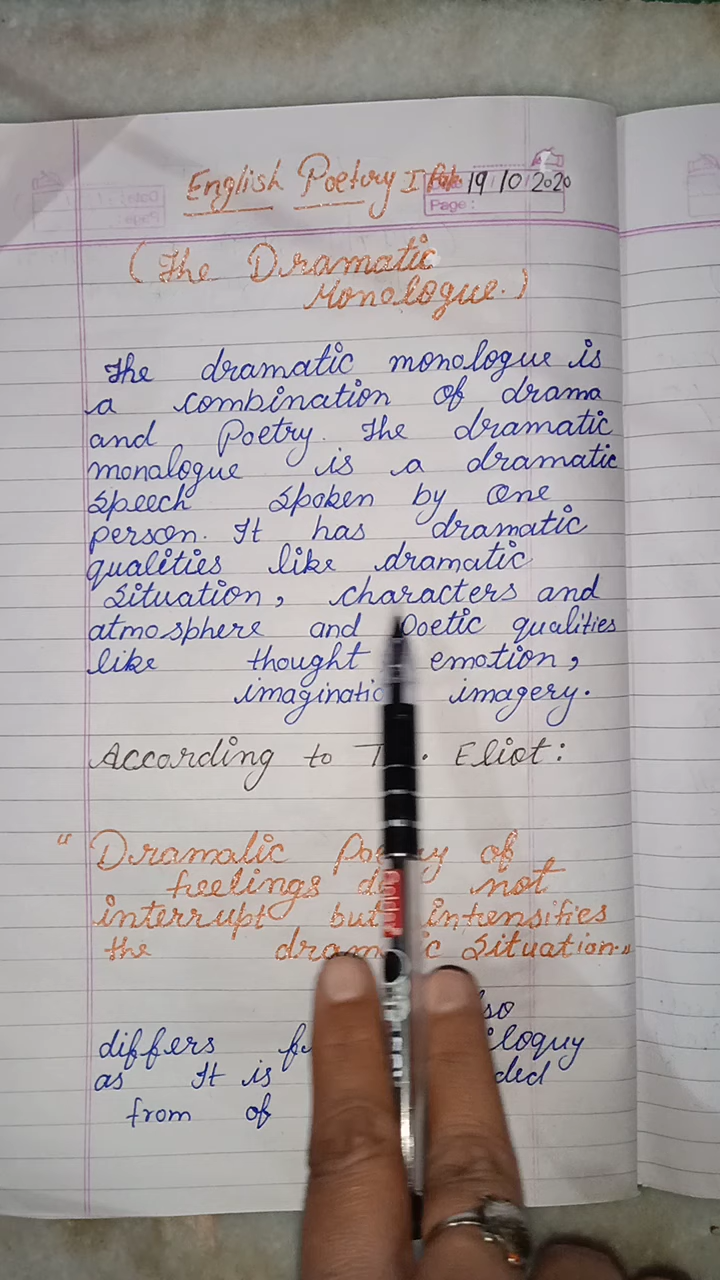 English Poetory I 19/10/2020
Page:
(The Dramatic
Monologue.)
The dramatic monologue is
a combination of drama
and Poetry. The dramatic
monalogue is a dramatic
speech spoken by one
person. It has dramatic
qualities like dramatic
situation, characters and
atmosphere and poetic qualities
like thought emotion,
imagery.
According to Eliot:
"Dramatic of
feelings not
interrupt but intensifies
the situation."
differs
as It is
from of